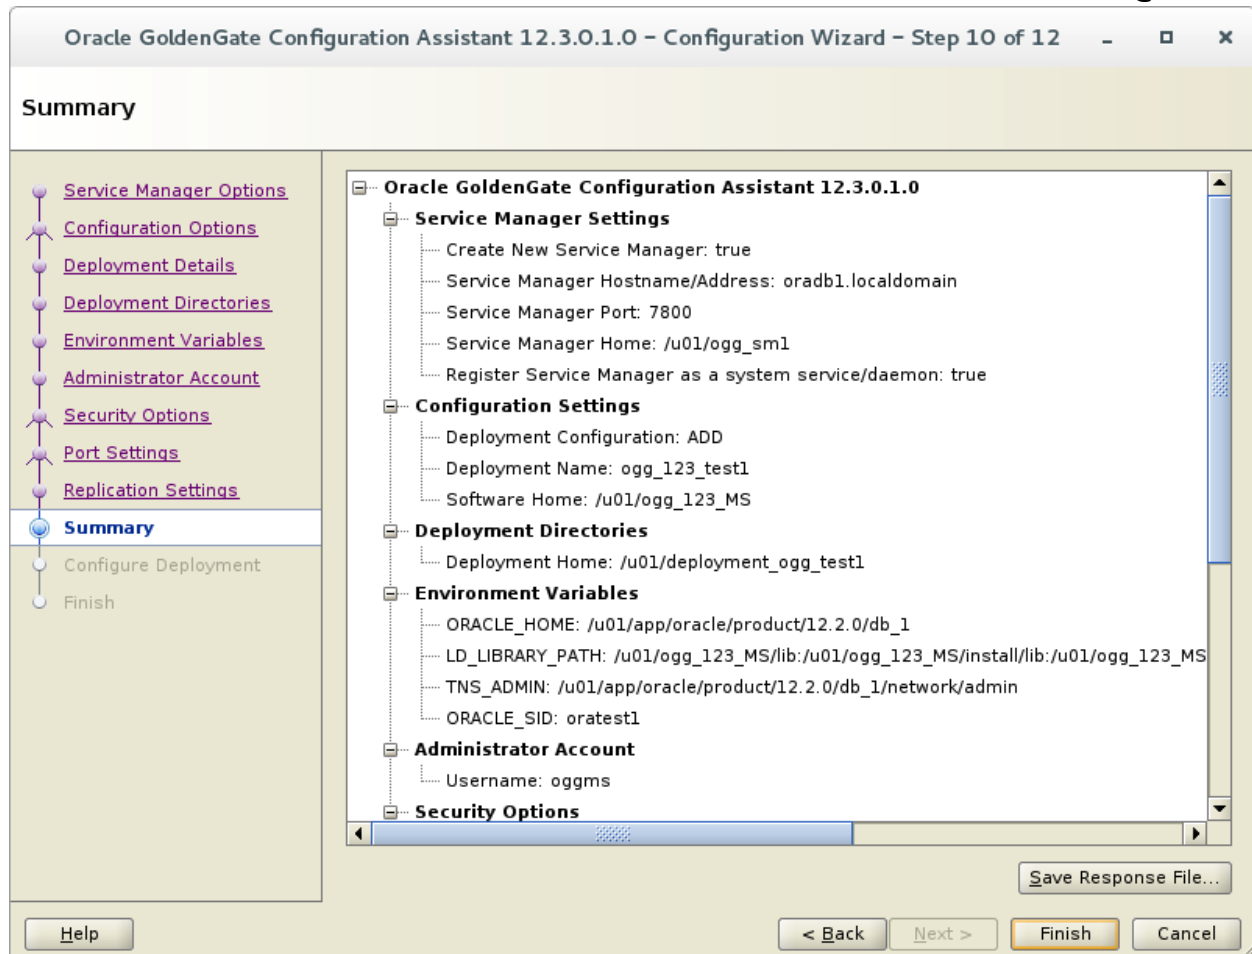 Oracle GoldenGate Configuration Assistant 12.3.0.1.0 – Configuration Wizard – Step 10 of 12
Summary
Service Manager Options
Configuration Options
Deployment Details
Deployment Directories
Environment Variables
Administrator Account
Security Options
Port Settings
Replication Settings
Summary
Configure Deployment
Finish
Oracle GoldenGate Configuration Assistant 12.3.0.1.0
Service Manager Settings
Create New Service Manager: true
Service Manager Hostname/Address: oradb1.localdomain
Service Manager Port: 7800
Service Manager Home: /u01/ogg_sm1
Register Service Manager as a system service/daemon: true
Configuration Settings
Deployment Configuration: ADD
Deployment Name: ogg_123_test1
Software Home: /u01/ogg_123_MS
Deployment Directories
Deployment Home: /u01/deployment_ogg_test1
Environment Variables
ORACLE_HOME: /u01/app/oracle/product/12.2.0/db_1
LD_LIBRARY_PATH: /u01/ogg_123_MS/lib:/u01/ogg_123_MS/install/lib:/u01/ogg_123_MS
TNS_ADMIN: /u01/app/oracle/product/12.2.0/db_1/network/admin
ORACLE_SID: oratest1
Administrator Account
Username: oggms
Security Options
Save Response File...
Help
< Back
Next >
Finish
Cancel